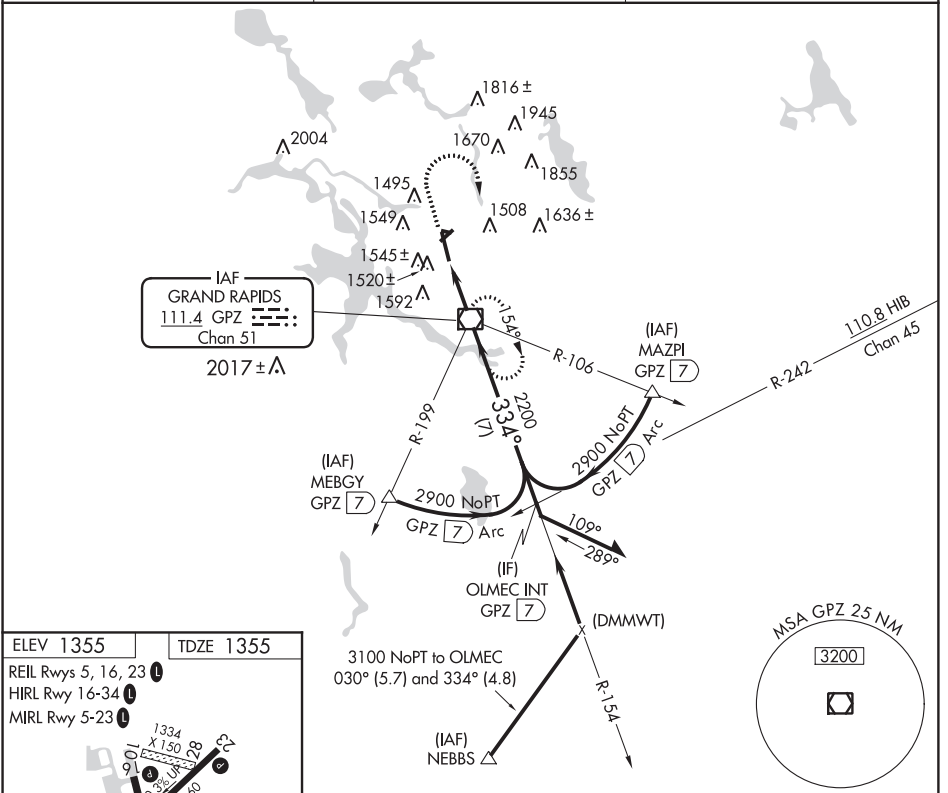 1816 ±
1945
2004
1670
1855
1495
1549
1508
1636 ±
1545 ±
1520 ±
1592
IAF
GRAND RAPIDS
111.4 GPZ
Chan 51
2017 ±
154°
R-106
(IAF)
MAZPI
GPZ 7
110.8 HIB
Chan 45
R-242
R-199
2200
334°
(7)
2900 NoPT
GPZ 7 Arc
(IAF)
MEBGY
GPZ 7
2900 NoPT
GPZ 7 Arc
109°
289°
(IF)
OLMEC INT
GPZ 7
(DMMWT)
3100 NoPT to OLMEC
030° (5.7) and 334° (4.8)
R-154
(IAF)
NEBBS
MSA GPZ 25 NM
3200
ELEV 1355
TDZE 1355
REIL Rwys 5, 16, 23 L
HIRL Rwy 16-34 L
MIRL Rwy 5-23 L
1334
X 150
10
28
23
16
P
P